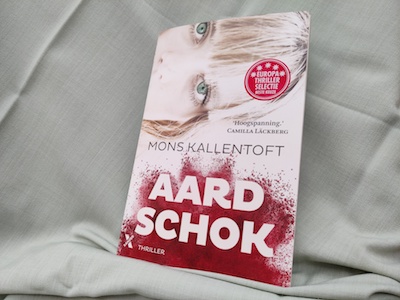 EUROPA
THRILLER
SELECTIE
"Hoogspanning."
CAMILLA LÄCKBERG
MONS KALLENTOFT
AARD
SCHOK
THRILLER